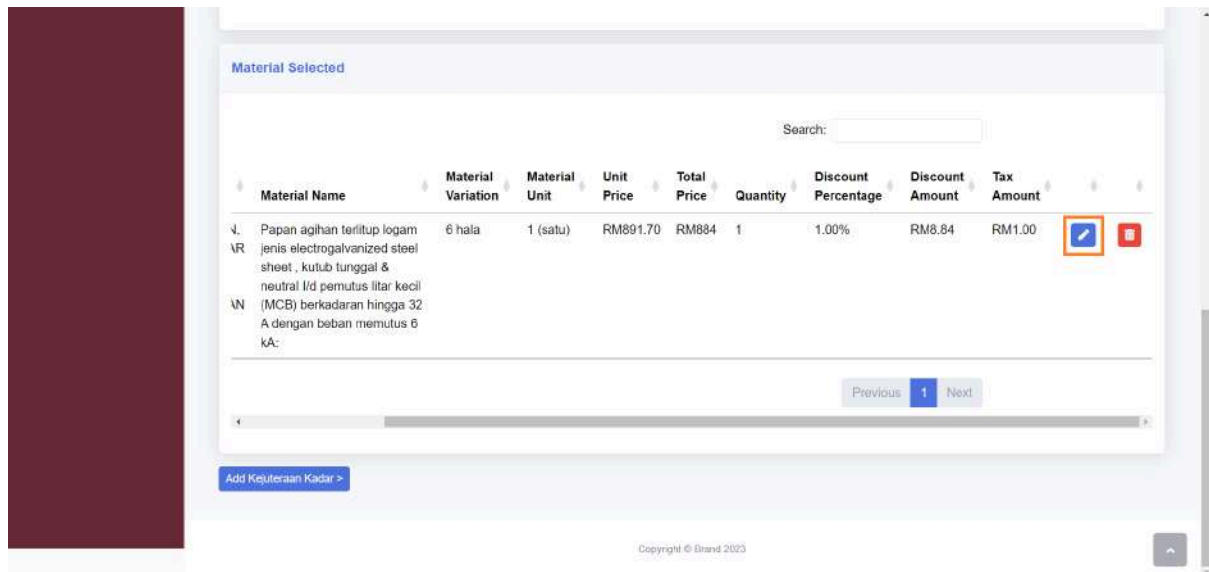 Material Selected
Search:
Material Name
Material Variation
Material Unit
Unit Price
Total Price
Quantity
Discount Percentage
Discount Amount
Tax Amount
Papan agihan terlitup logam
jenis electrogalvanized steel
sheet , kutub tunggal &
neutral l/d pemutus litar kecil
(MCB) berkadaran hingga 32
A dengan beban memutus 6
kA:
6 hala
1 (satu)
RM891.70
RM884
1
1.00%
RM8.84
RM1.00
Previous 1 Next
Add Kejuteraan Kadar >
Copyright © Brand 2023